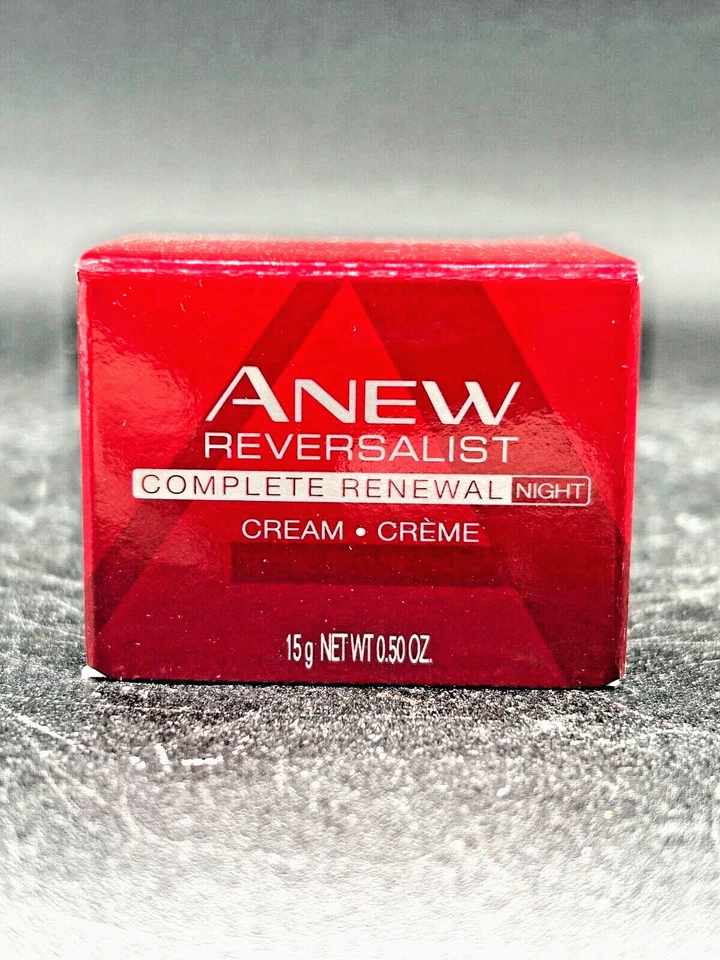 ANEW
REVERSALIST
COMPLETE RENEWAL NIGHT
CREAM • CRÈME
15 g NET WT 0.50 OZ.